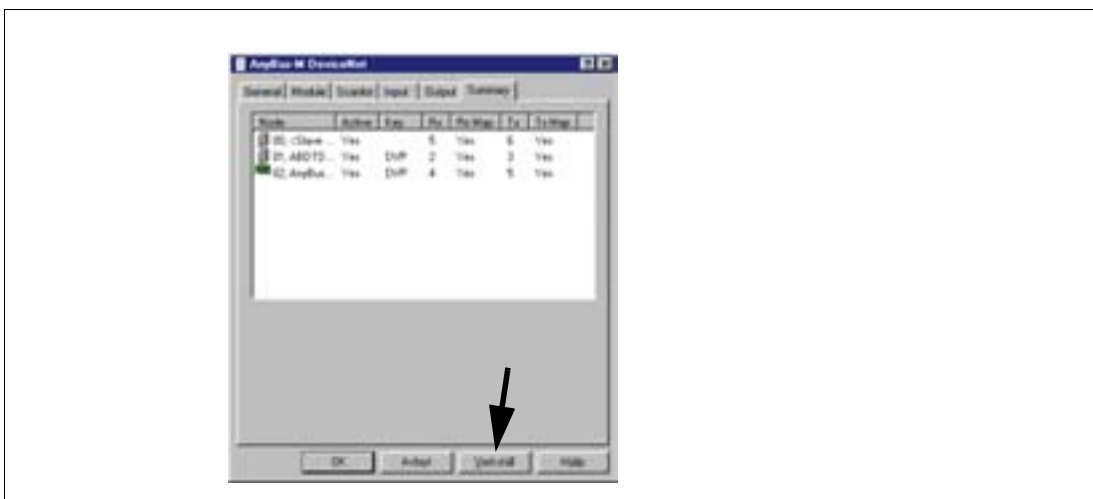 AnyBus-M DeviceNet
General Module Scanlist Input Output Summary
Node Active Key Rx Rx Map Tx Tx Map
00, <Slave ... Yes 5 Yes 6 Yes
01, ABDTD... Yes DVP 2 Yes 3 Yes
02, AnyBus... Yes DVP 4 Yes 5 Yes
OK Avbryt Verkställ Hjälp